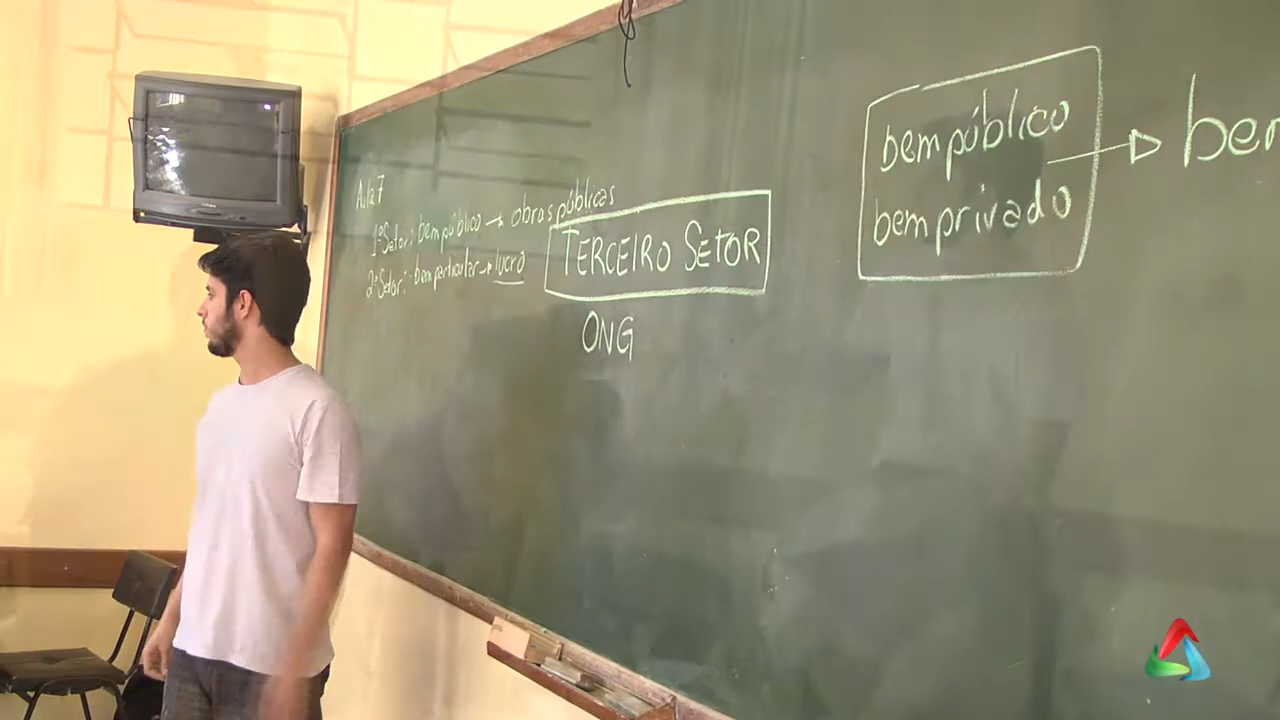 Aula 7
1º Setor: bem público → obras públicas
2º Setor: bem particular → lucro
TERCEIRO SETOR
ONG
bem público
bem privado
bem